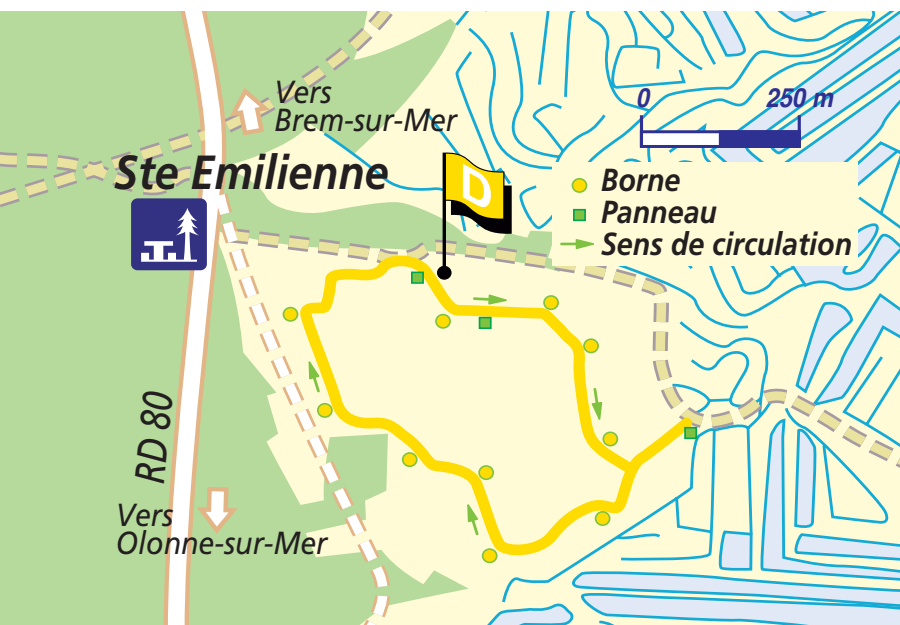 Vers
Brem-sur-Mer
0 250 m
Ste Emilienne
D
Borne
Panneau
Sens de circulation
RD 80
Vers
Olonne-sur-Mer